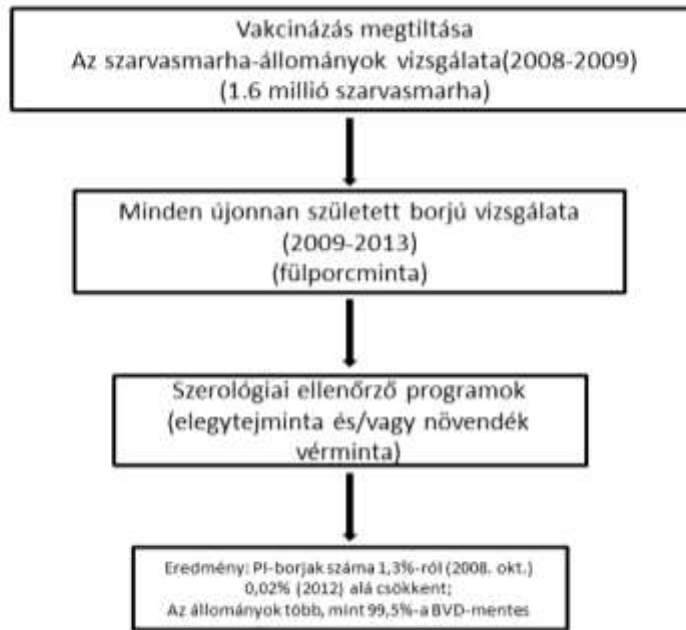 Vakcinázás megtiltása
Az szarvasmarha-állományok vizsgálata(2008-2009)
(1.6 millió szarvasmarha)
Minden újonnan született borjú vizsgálata
(2009-2013)
(fülporcminta)
Szerológiai ellenőrző programok
(elegytejminta és/vagy növendék
vérminta)
Eredmény: PI-borjak száma 1,3%-ról (2008. okt.)
0,02% (2012) alá csökkent;
Az állományok több, mint 99,5%-a BVD-mentes